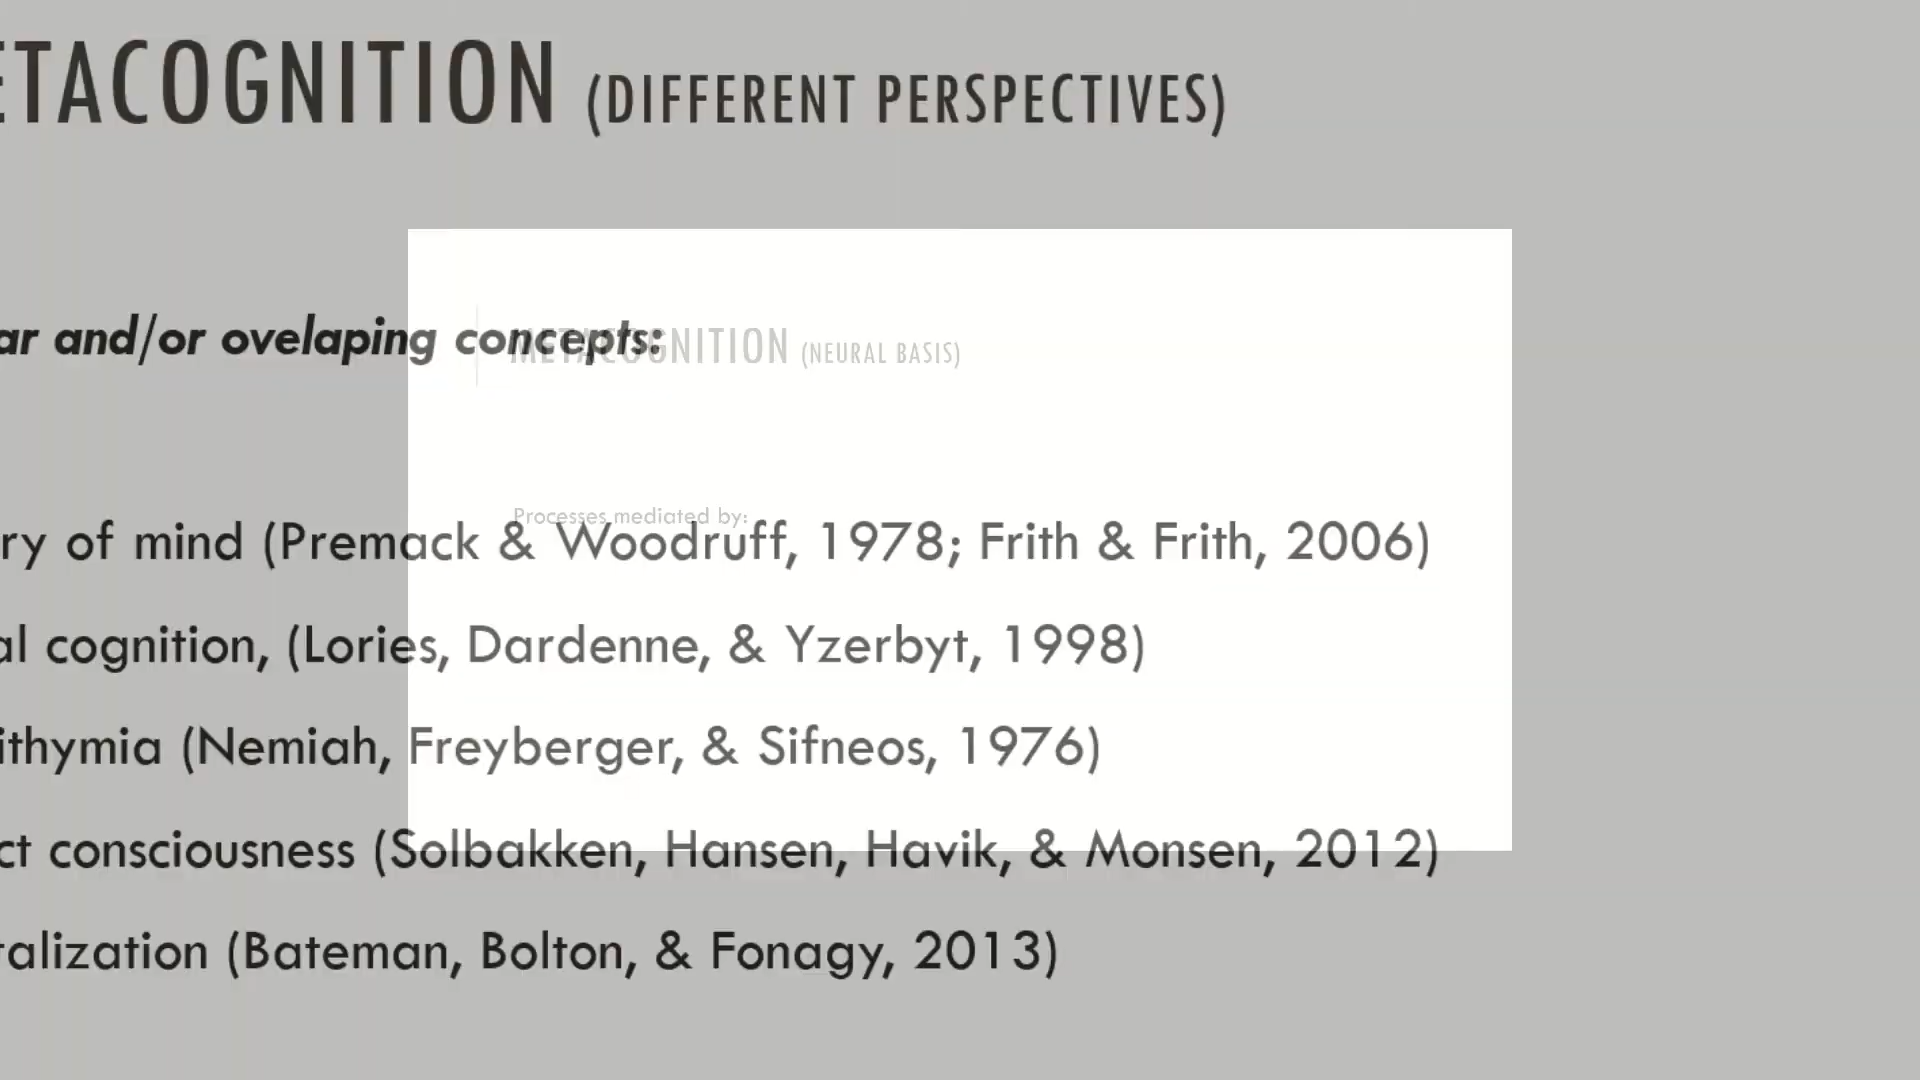 ETACOGNITION (DIFFERENT PERSPECTIVES)
ar and/or ovelaping concepts:
METACOGNITION (NEURAL BASIS)
Processes mediated by:
ry of mind (Premack & Woodruff, 1978; Frith & Frith, 2006)
al cognition, (Lories, Dardenne, & Yzerbyt, 1998)
ithymia (Nemiah, Freyberger, & Sifneos, 1976)
ct consciousness (Solbakken, Hansen, Havik, & Monsen, 2012)
talization (Bateman, Bolton, & Fonagy, 2013)